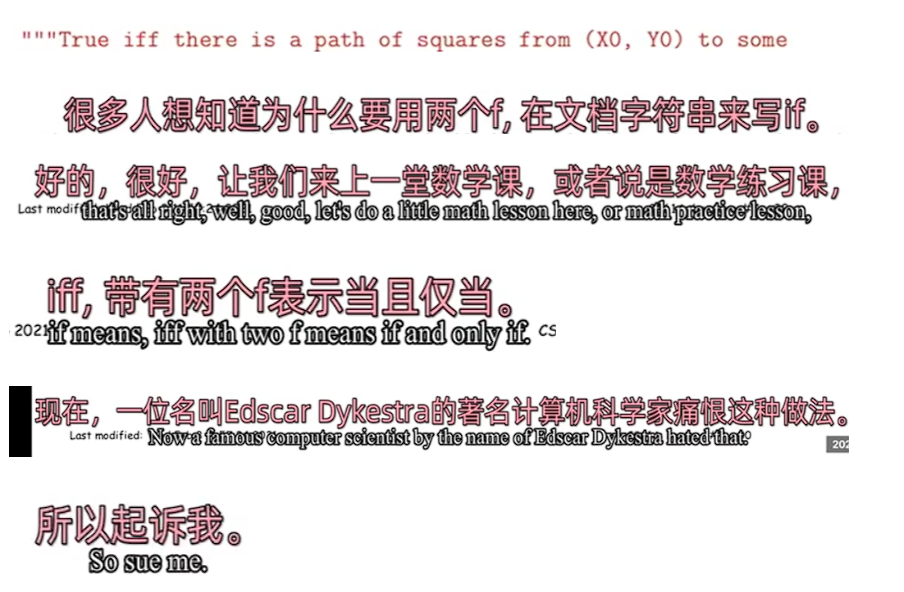 """True iff there is a path of squares from (X0, Y0) to some
很多人想知道为什么要用两个f, 在文档字符串来写if。
好的，很好，让我们来上一堂数学课，或者说是数学练习课，
Last modif
that's all right, well, good, let's do a little math lesson here, or math practice lesson,
iff, 带有两个f表示当且仅当。
2021
if means, iff with two f means if and only if.
CS
现在，一位名叫Edscar Dykestra的著名计算机科学家痛恨这种做法。
Last modified:
Now a famous computer scientist by the name of Edscar Dykestra hated that.
202
所以起诉我。
So sue me.